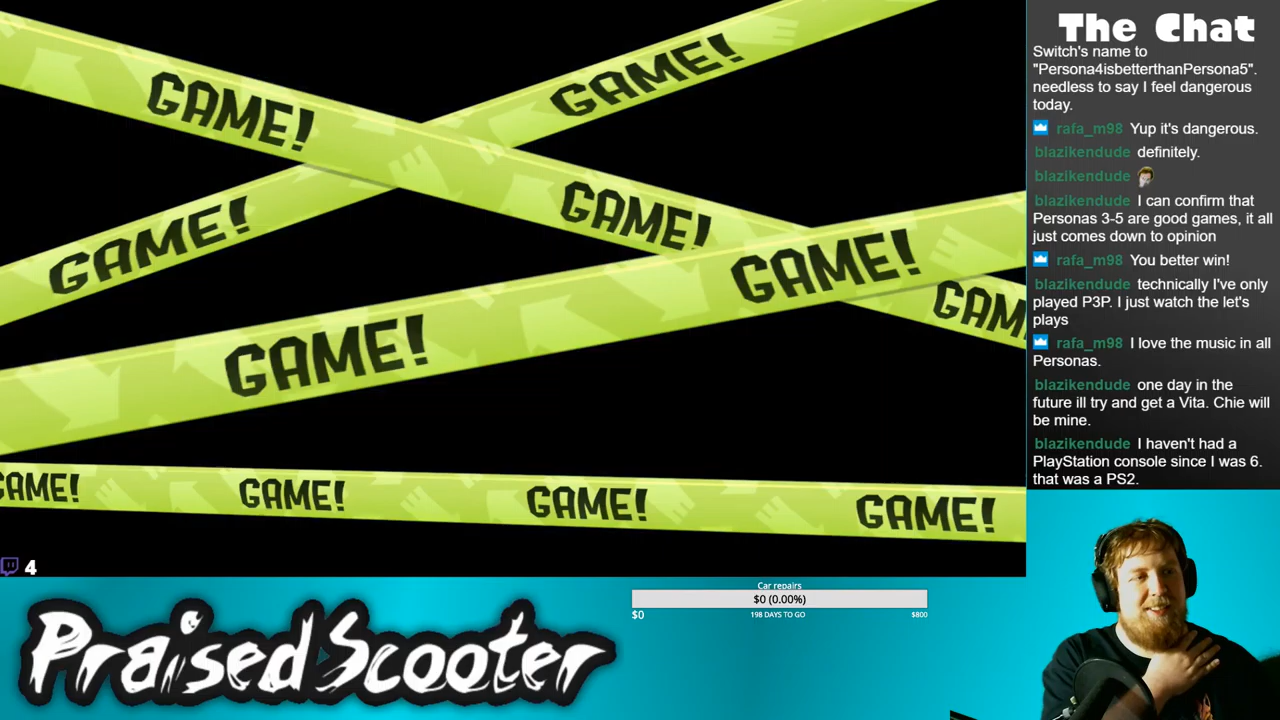 GAME!
GAME!
GAME!
GAME!
GAME!
GAM
GAME!
GAME!
GAME!
GAME!
GAME!
4
The Chat
Switch's name to
"Persona4isbetterthanPersona5".
needless to say I feel dangerous
today.
rafa_m98 Yup it's dangerous.
blazikendude definitely.
blazikendude
blazikendude I can confirm that
Personas 3-5 are good games, it all
just comes down to opinion
rafa_m98 You better win!
blazikendude technically I've only
played P3P. I just watch the let's
plays
rafa_m98 I love the music in all
Personas.
blazikendude one day in the
future ill try and get a Vita. Chie will
be mine.
blazikendude I haven't had a
PlayStation console since I was 6.
that was a PS2.
PraisedScooter
Car repairs
$0 (0.00%)
$0 198 DAYS TO GO $800